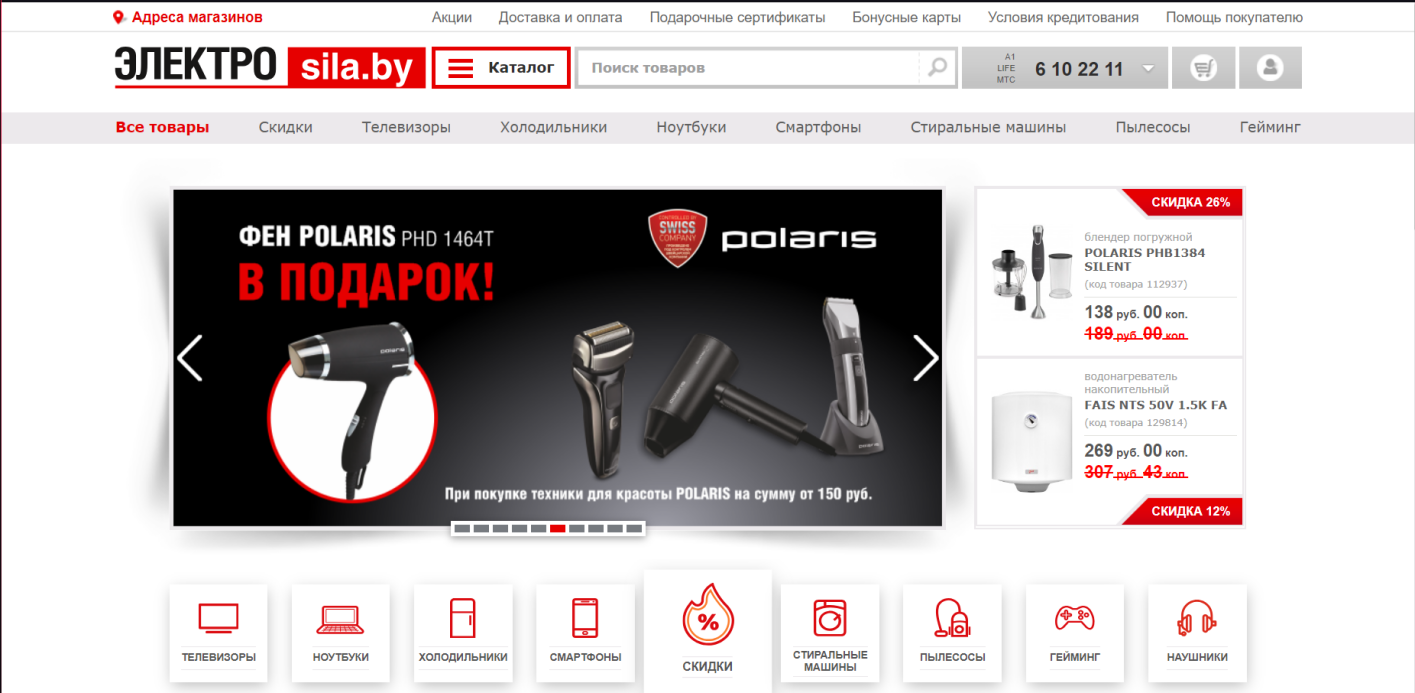 Адреса магазинов
Акции
Доставка и оплата
Подарочные сертификаты
Бонусные карты
Условия кредитования
Помощь покупателю
ЭЛЕКТРО sila.by
Каталог
Поиск товаров
A1
LIFE
МТС
6 10 22 11
Все товары
Скидки
Телевизоры
Холодильники
Ноутбуки
Смартфоны
Стиральные машины
Пылесосы
Гейминг
ФЕН POLARIS PHD 1464T
В ПОДАРОК!
CONTROLLED BY
SWISS
COMPANY
polaris
polaris
При покупке техники для красоты POLARIS на сумму от 150 руб.
СКИДКА 26%
блендер погружной
POLARIS PHB1384
SILENT
(код товара 112937)
138 руб. 00 коп.
189 руб. 00 коп.
водонагреватель
накопительный
FAIS NTS 50V 1.5K FA
(код товара 129814)
269 руб. 00 коп.
307 руб. 43 коп.
СКИДКА 12%
ТЕЛЕВИЗОРЫ
НОУТБУКИ
ХОЛОДИЛЬНИКИ
СМАРТФОНЫ
%
СКИДКИ
СТИРАЛЬНЫЕ
МАШИНЫ
ПЫЛЕСОСЫ
ГЕЙМИНГ
НАУШНИКИ